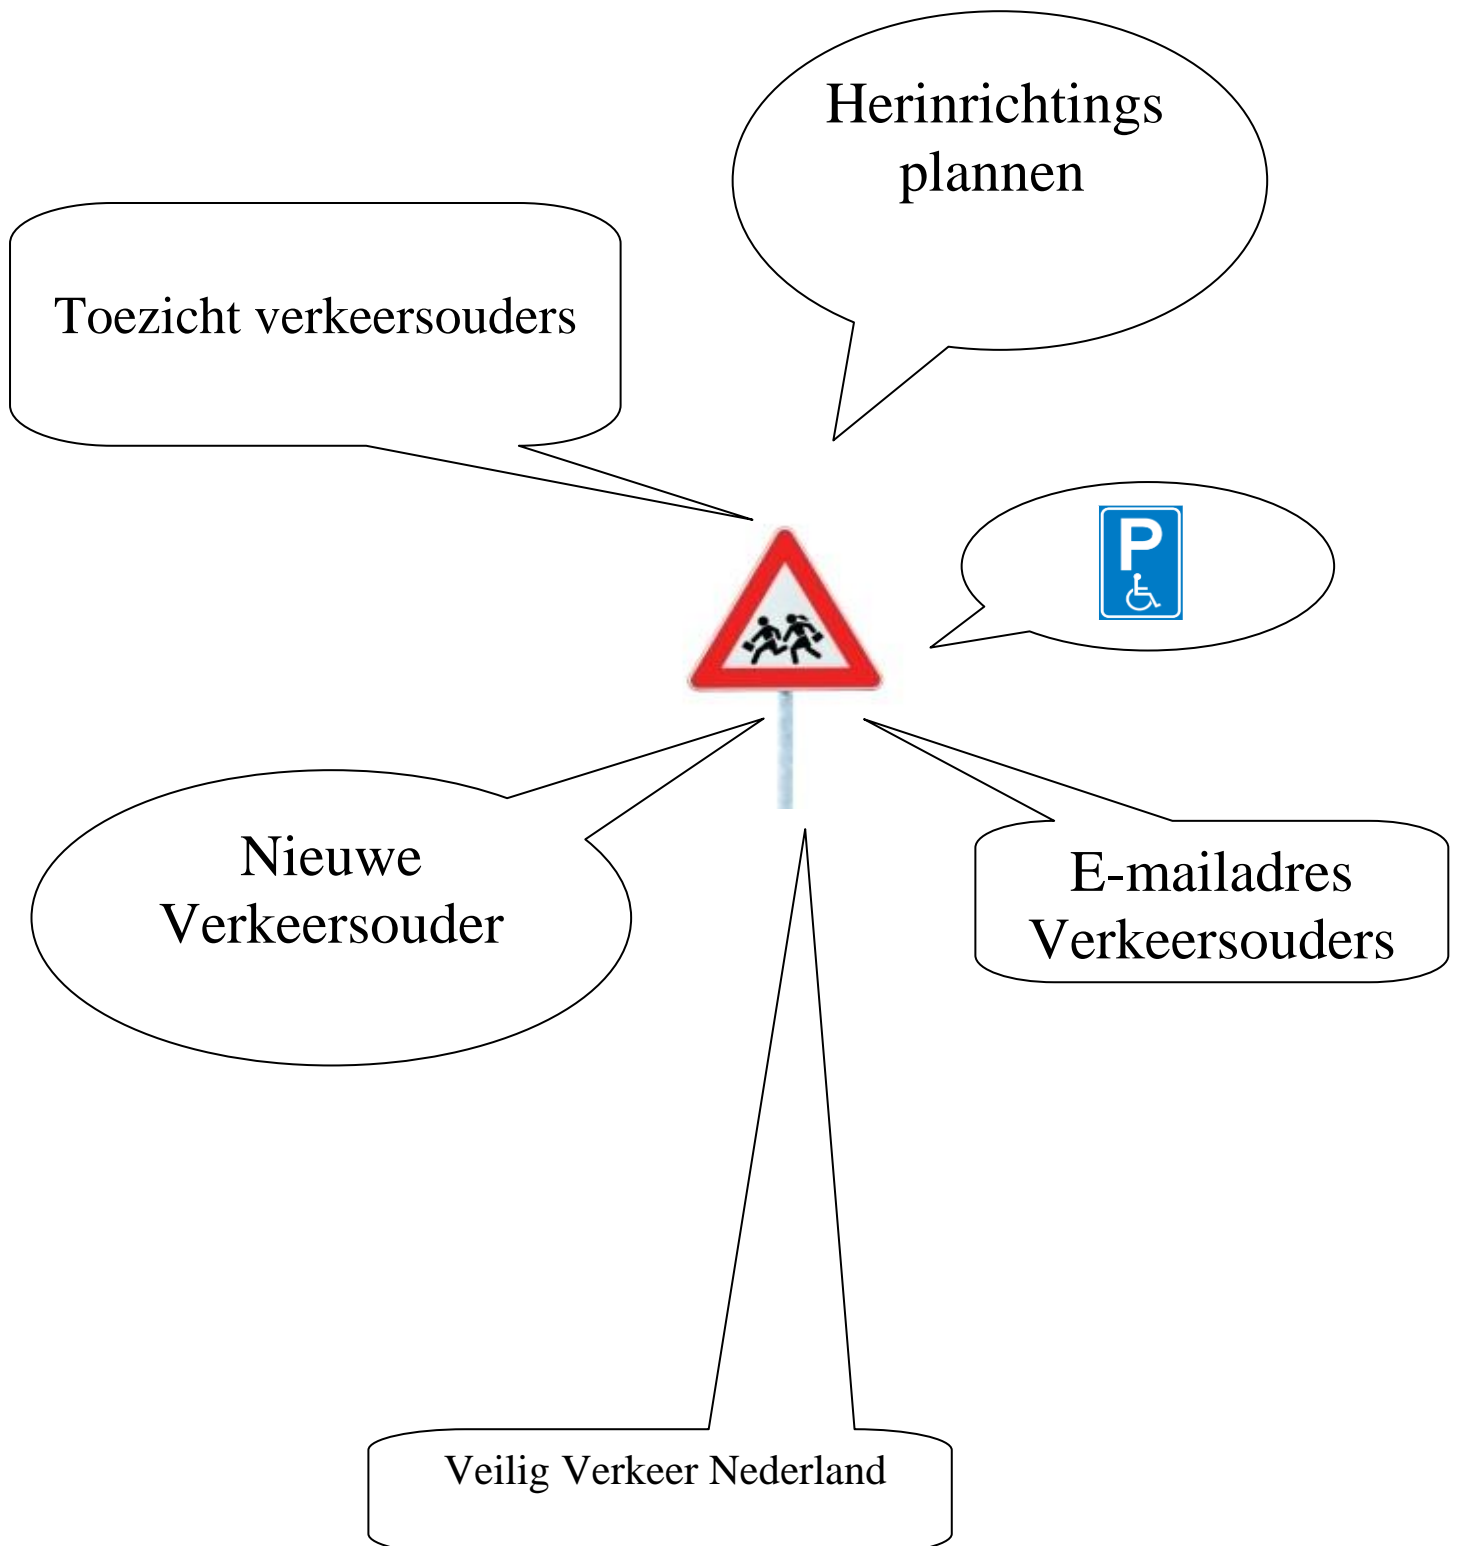 Herinrichtings
plannen
Toezicht verkeersouders
P
Nieuwe
Verkeersouder
E-mailadres
Verkeersouders
Veilig Verkeer Nederland